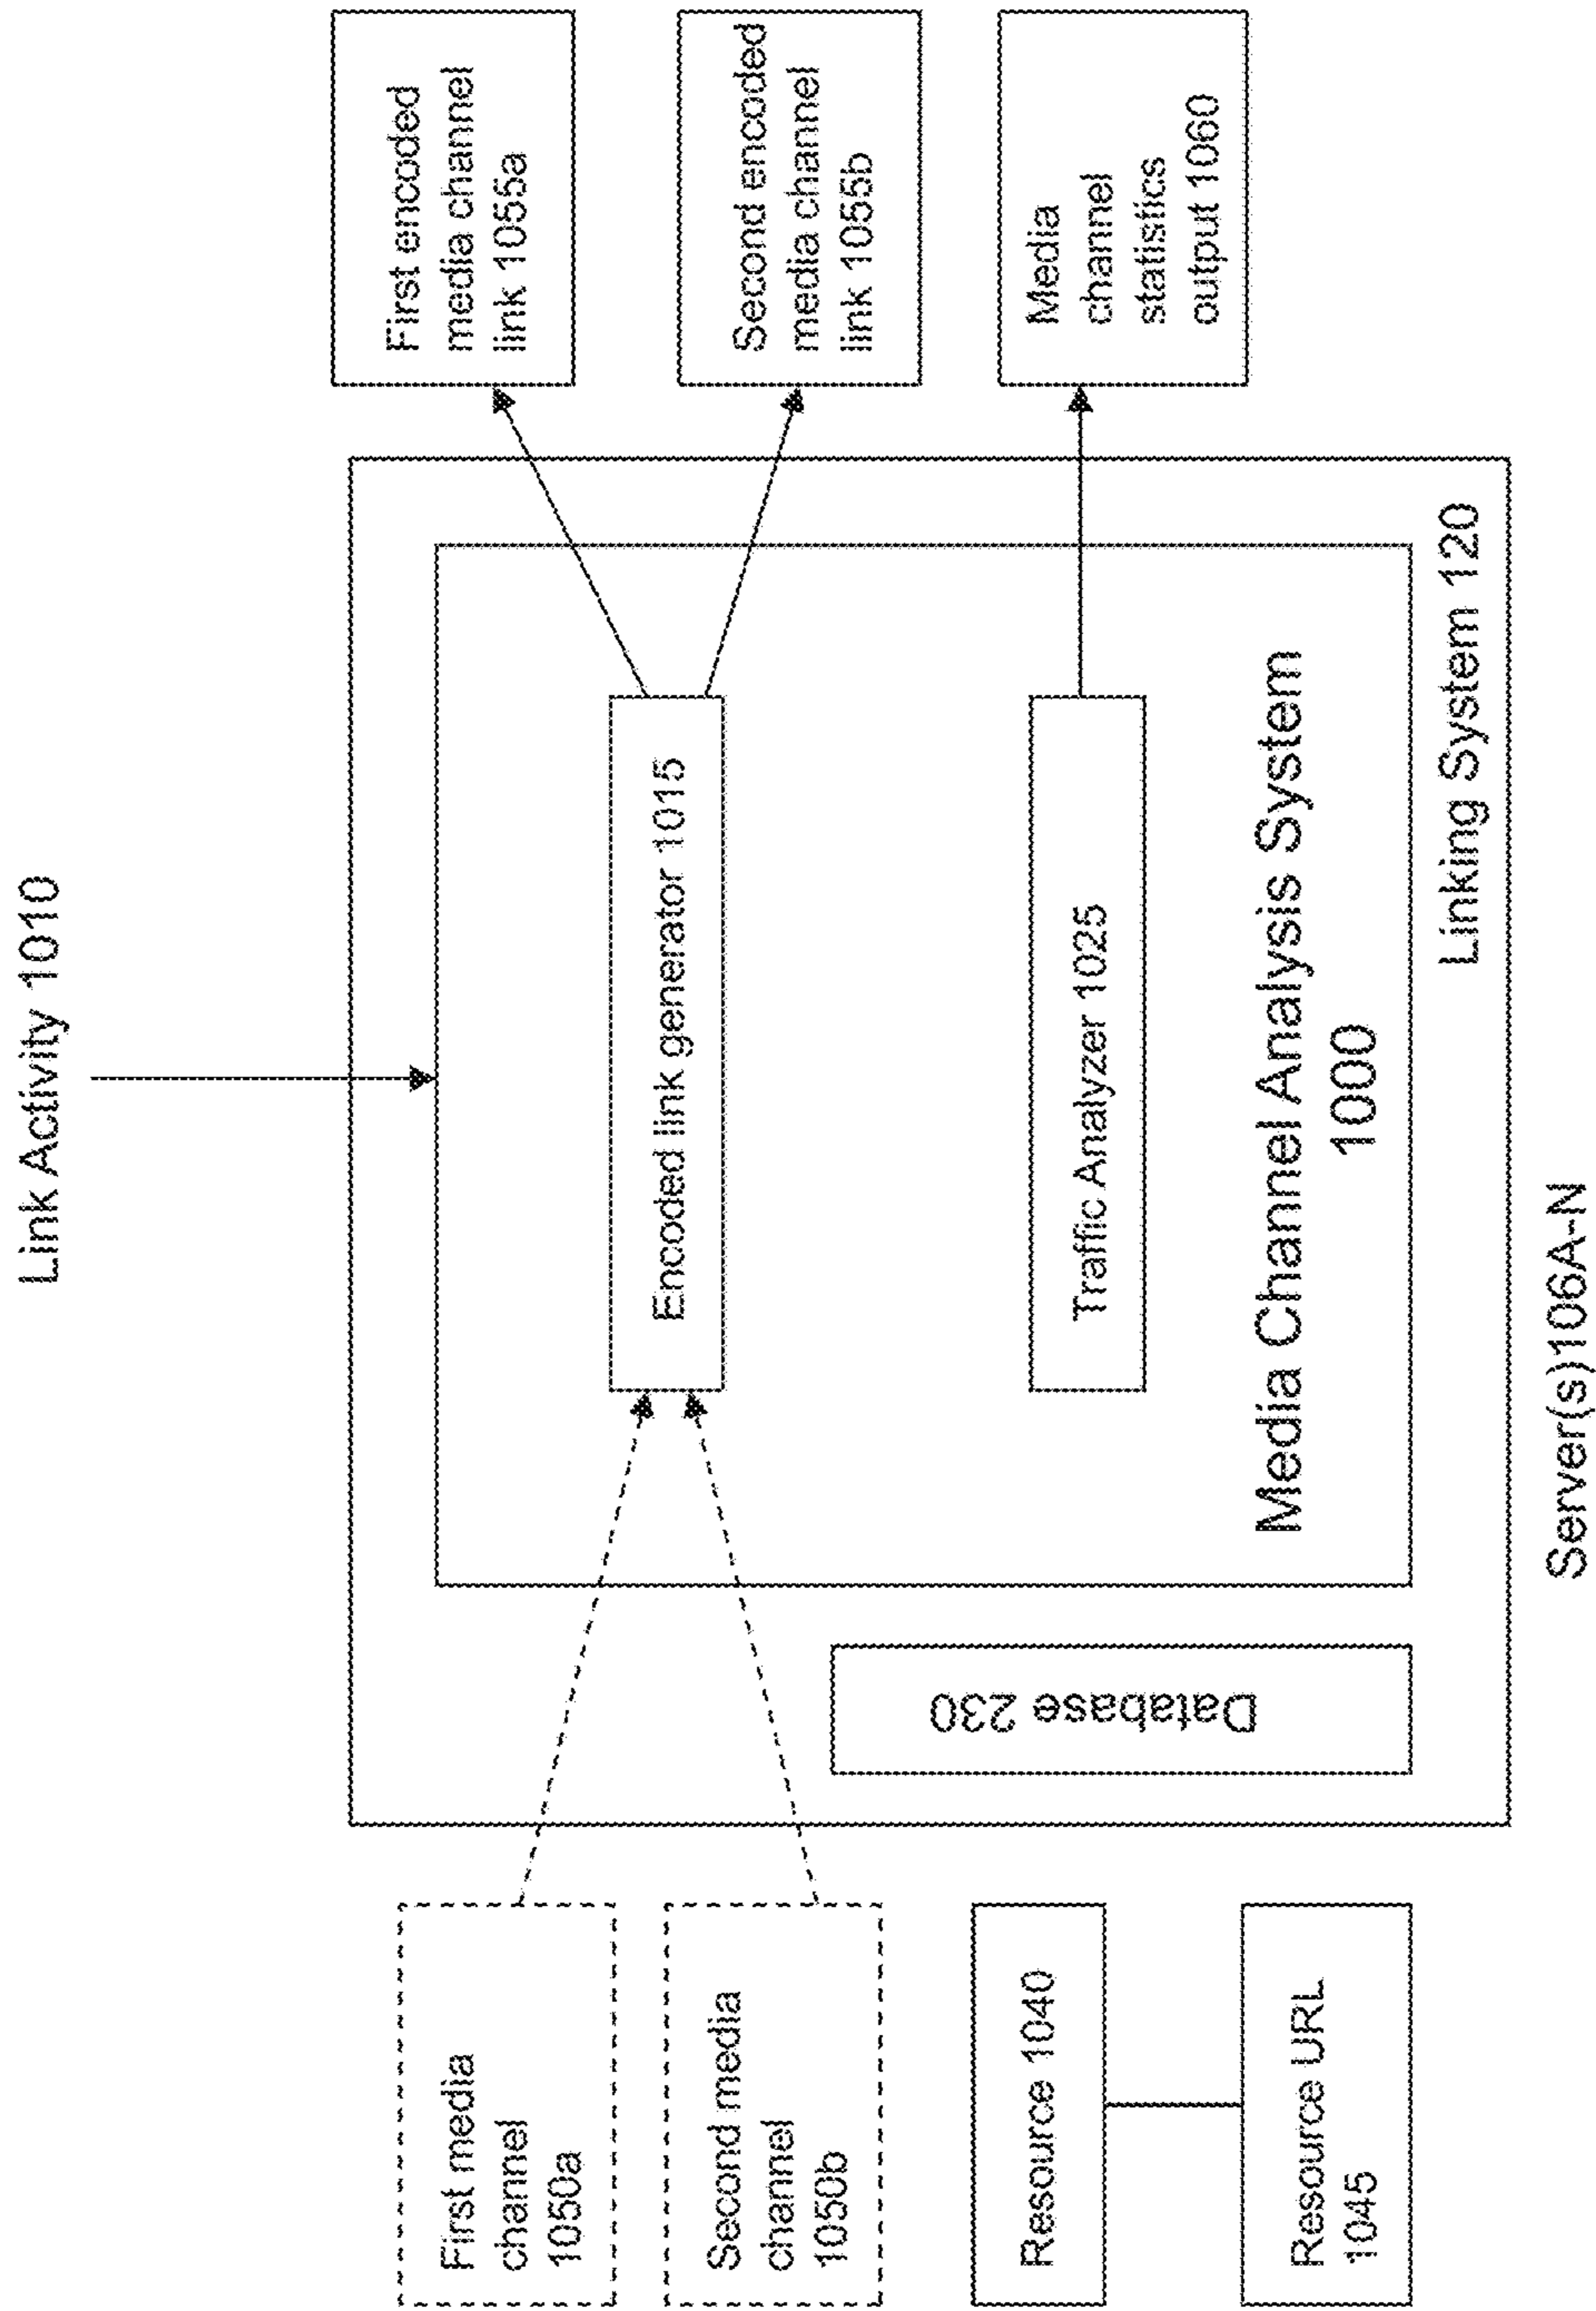 Link Activity 1010
First media
channel
1050a
Second media
channel
1050b
Resource 1040
Resource URL
1045
Database 230
Encoded link generator 1015
Traffic Analyzer 1025
Media Channel Analysis System
1000
Linking System 120
Server(s)106A-N
First encoded
media channel
link 1055a
Second encoded
media channel
link 1055b
Media
channel
statistics
output 1060